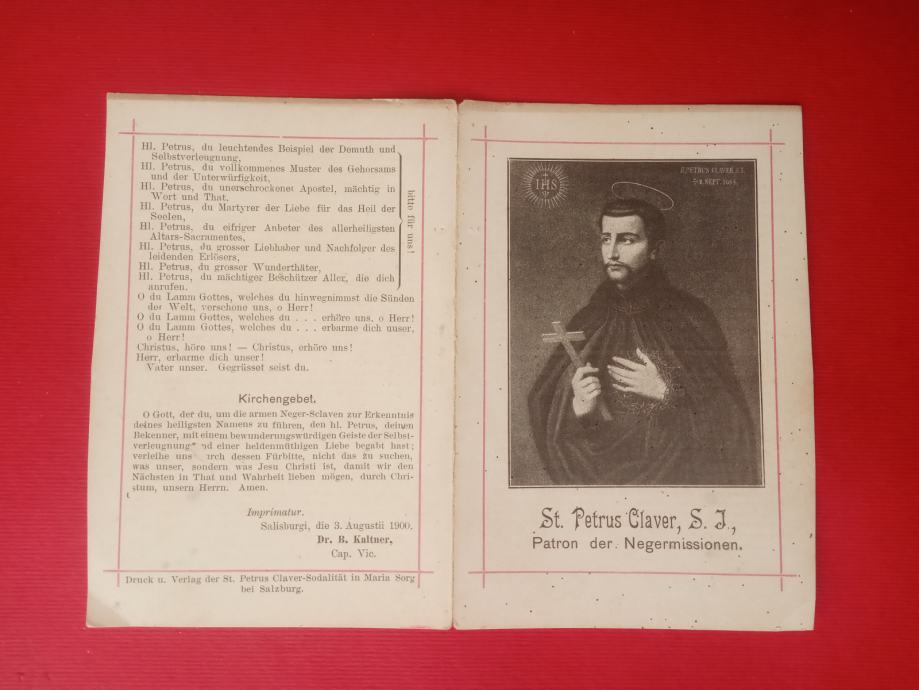 Hl. Petrus, du leuchtendes Beispiel der Demuth und
Selbstverleugnung,
Hl. Petrus, du vollkommenes Muster des Gehorsams
und der Unterwürfigkeit,
Hl. Petrus, du unerschrockener Apostel, mächtig in
Wort und That,
Hl. Petrus, du Martyrer der Liebe für das Heil der
Seelen,
Hl. Petrus, du eifriger Anbeter des allerheiligsten
Altars-Sacramentes,
Hl. Petrus, du grosser Liebhaber und Nachfolger des
leidenden Erlösers,
Hl. Petrus, du grosser Wunderthäter,
Hl. Petrus, du mächtiger Beschützer Aller, die dich
anrufen.
bitte für uns!
O du Lamm Gottes, welches du hinwegnimmst die Sünden
der Welt, verschone uns, o Herr!
O du Lamm Gottes, welches du . . . erhöre uns, o Herr!
O du Lamm Gottes, welches du . . . erbarme dich unser,
o Herr!
Christus, höre uns! — Christus, erhöre uns!
Herr, erbarme dich unser!
Vater unser. Gegrüsset seist du.
Kirchengebet.
O Gott, der du, um die armen Neger-Sclaven zur Erkenntnis
deines heiligsten Namens zu führen, den hl. Petrus, deinen
Bekenner, mit einem bewunderungswürdigen Geiste der Selbst-
verleugnung nd einer heldenmüthigen Liebe begabt hast;
verleihe uns urch dessen Fürbitte, nicht das zu suchen,
was unser, sondern was Jesu Christi ist, damit wir den
Nächsten in That und Wahrheit lieben mögen, durch Chri-
stum, unsern Herrn. Amen.
Imprimatur.
Salisburgi, die 3. Augustii 1900.
Dr. B. Kaltner,
Cap. Vic.
Druck u. Verlag der St. Petrus Claver-Sodalität in Maria Sorg
bei Salzburg.
IHS
B. PETRUS CLAVER S.I.
SEPT. 1654.
St. Petrus Claver, S. J.,
Patron der Negermissionen.